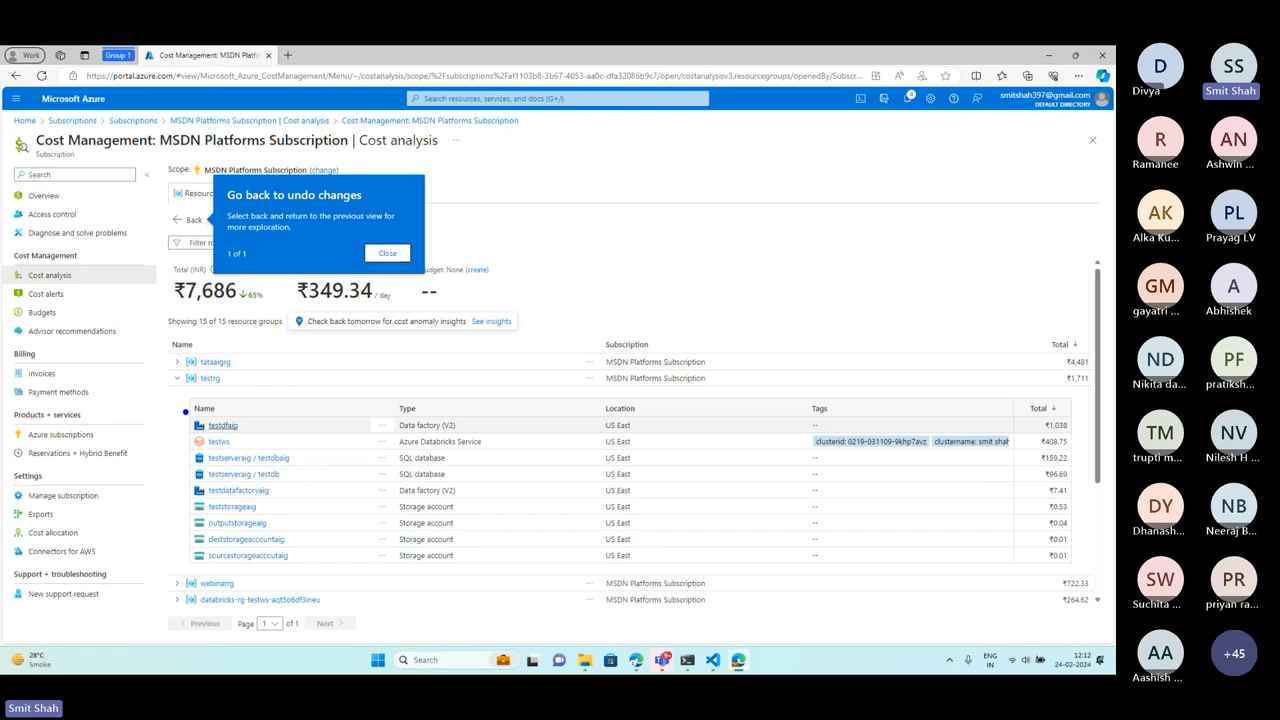 Work
Group 1
Cost Management: MSDN Platfo
https://portal.azure.com/#view/Microsoft_Azure_CostManagement/Menu/~/costanalysis/scope/%2Fsubscriptions%2Faf1103b8-3b67-4053-aa0c-dfa32086b9c7/open/costanalysisv3.resourcegroups/openedBy/Subscr...
Microsoft Azure
Search resources, services, and docs (G+/)
4
smitshah397@gmail.com
DEFAULT DIRECTORY
Home > Subscriptions > Subscriptions > MSDN Platforms Subscription | Cost analysis > Cost Management: MSDN Platforms Subscription
Cost Management: MSDN Platforms Subscription | Cost analysis ...
Subscription
Search
Overview
Access control
Diagnose and solve problems
Cost Management
Cost analysis
Cost alerts
Budgets
Advisor recommendations
Billing
Invoices
Payment methods
Products + services
Azure subscriptions
Reservations + Hybrid Benefit
Settings
Manage subscription
Exports
Cost allocation
Connectors for AWS
Support + troubleshooting
New support request
Scope: MSDN Platforms Subscription (change)
Resourc
Back
Filter ro
Go back to undo changes
Select back and return to the previous view for
more exploration.
1 of 1
Close
Total (INR)
udget: None (create)
₹7,686 ↓65% ₹349.34 / day --
Showing 15 of 15 resource groups
Check back tomorrow for cost anomaly insights See insights
Name Subscription Total ↓
tataaigrg ... MSDN Platforms Subscription ₹4,481
testrg ... MSDN Platforms Subscription ₹1,711
Name Type Location Tags Total ↓
testdfaig ... Data factory (V2) US East -- ₹1,038
testws ... Azure Databricks Service US East clusterid: 0219-031109-9khp7avz clustername: smit shah ₹408.75
testserveraig / testdbaig ... SQL database US East -- ₹159.22
testserveraig / testdb ... SQL database US East -- ₹96.69
testdatafactoryaig ... Data factory (V2) US East -- ₹7.41
teststorageaig ... Storage account US East -- ₹0.53
outputstorageaig ... Storage account US East -- ₹0.04
deststorageaccountaig ... Storage account US East -- ₹0.01
sourcestorageaccoutaig ... Storage account US East -- ₹0.01
webinarrg ... MSDN Platforms Subscription ₹722.33
databricks-rg-testws-aqt5o6df3ineu ... MSDN Platforms Subscription ₹264.62
Previous Page 1 of 1 Next
28°C
Smoke
Search
ENG
IN
12:12
24-02-2024
D
Divya
SS
Smit Shah
R
Ramanee
AN
Ashwin ...
AK
Alka Ku...
PL
Prayag LV
GM
gayatri ...
A
Abhishek
ND
Nikita da...
PF
pratiksh...
TM
trupti m...
NV
Nilesh H ...
DY
Dhanash...
NB
Neeraj B...
SW
Suchita ...
PR
priyan ra...
AA
Aashish ...
+45
Smit Shah